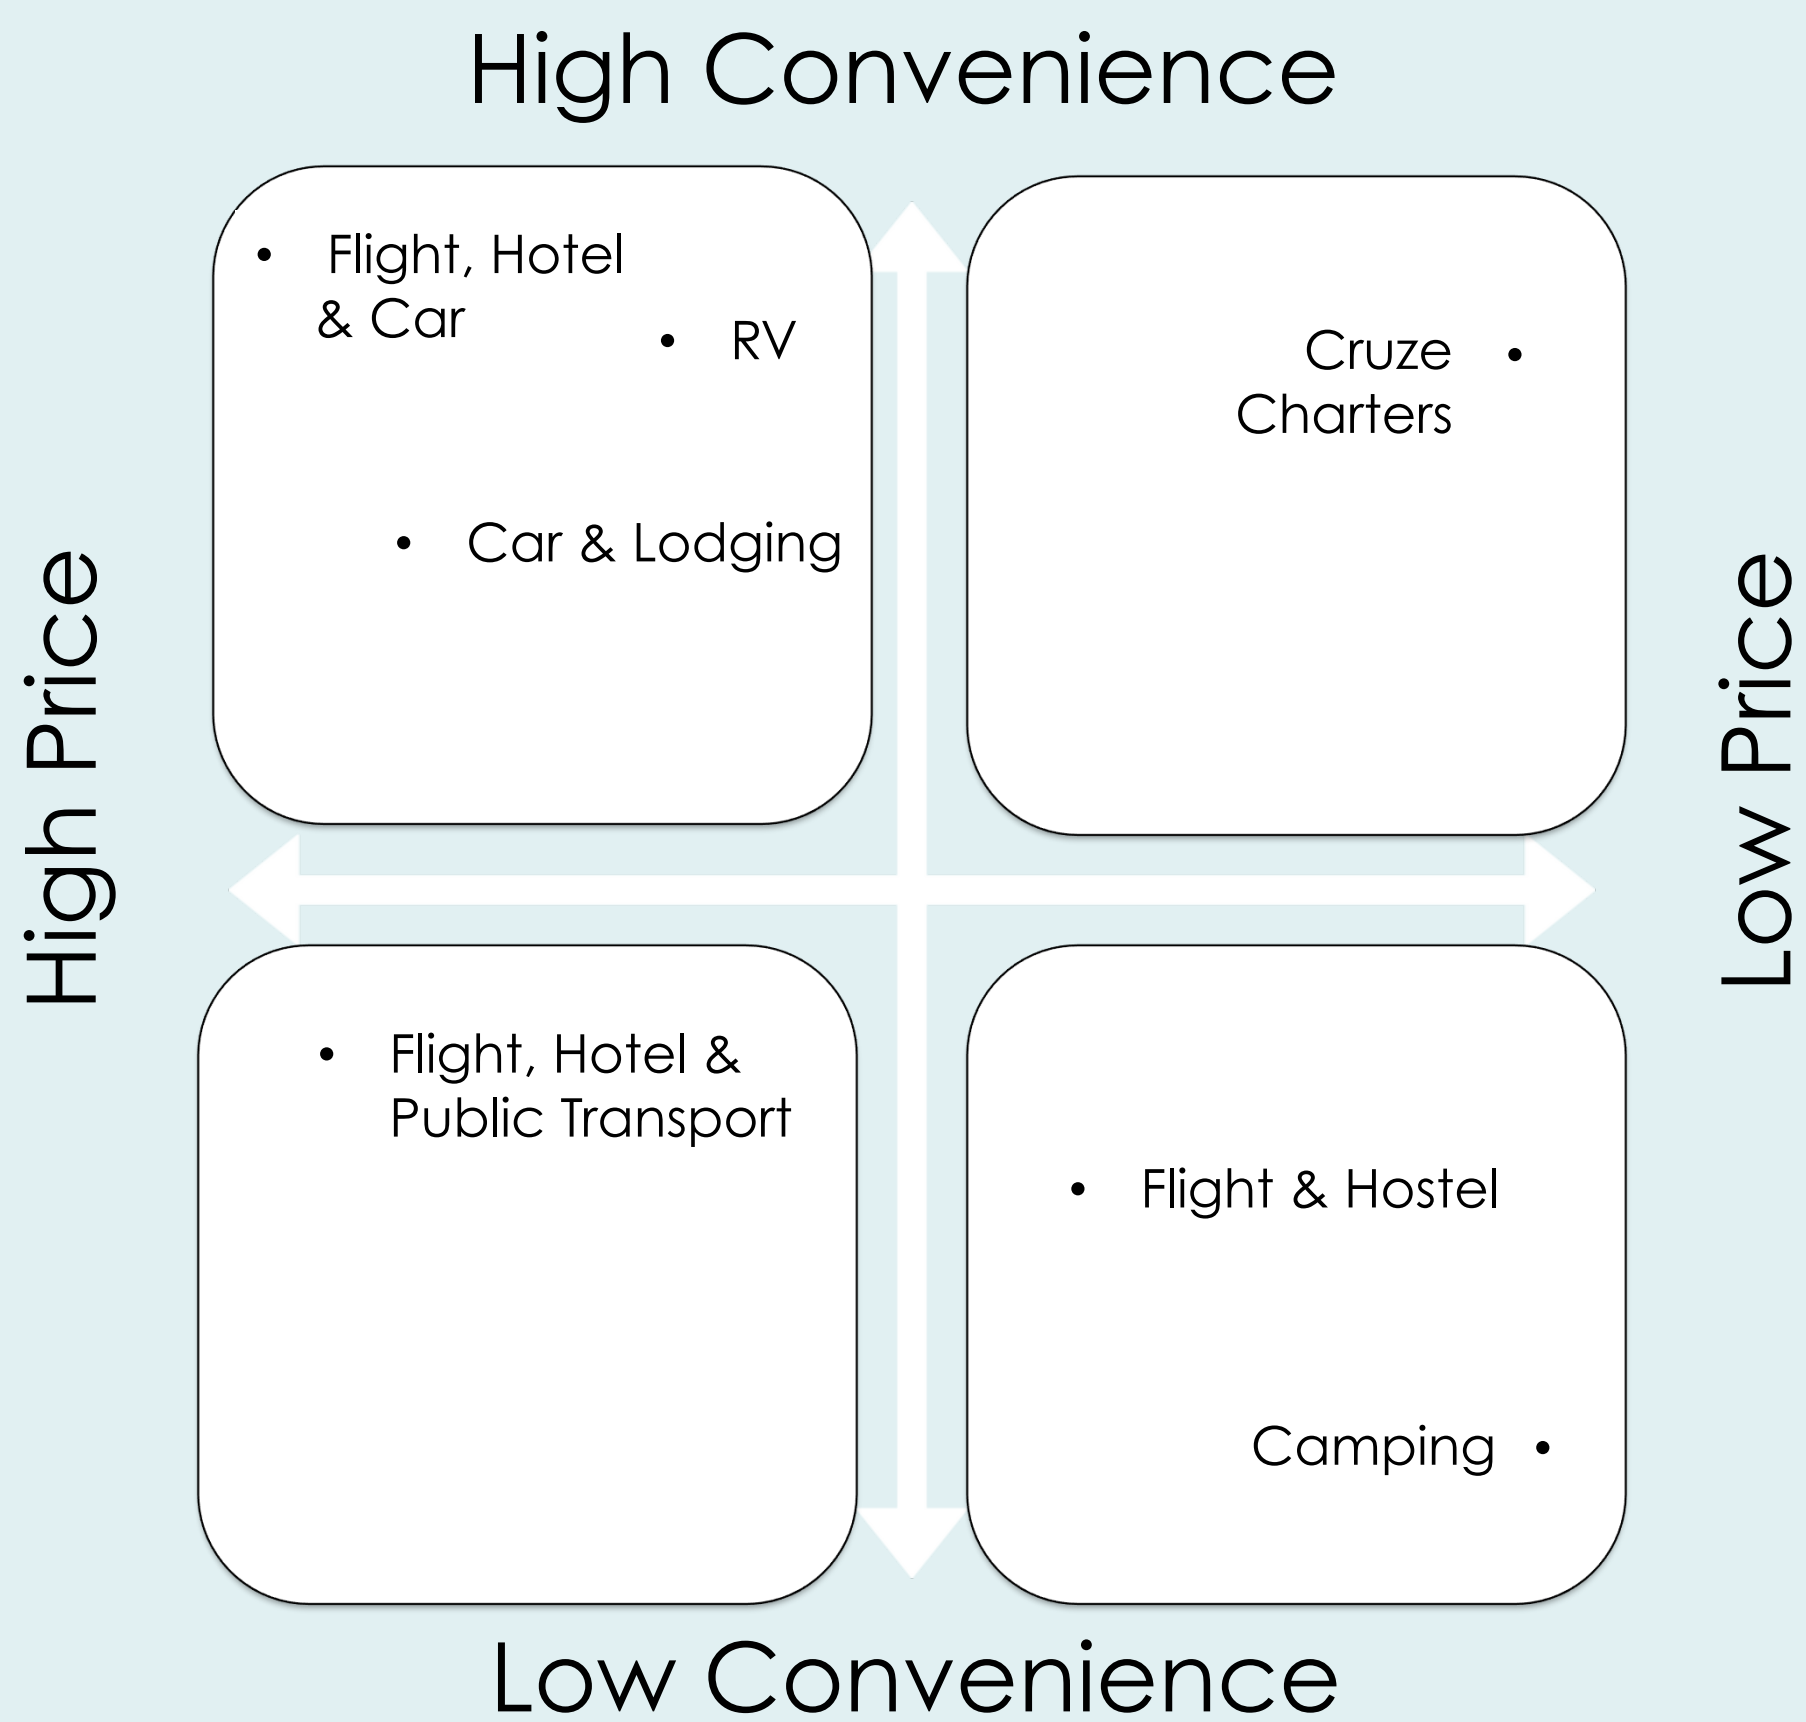 High Convenience
• Flight, Hotel
& Car
• RV
• Car & Lodging
Cruze •
Charters
High Price
Low Price
• Flight, Hotel &
Public Transport
• Flight & Hostel
Camping •
Low Convenience